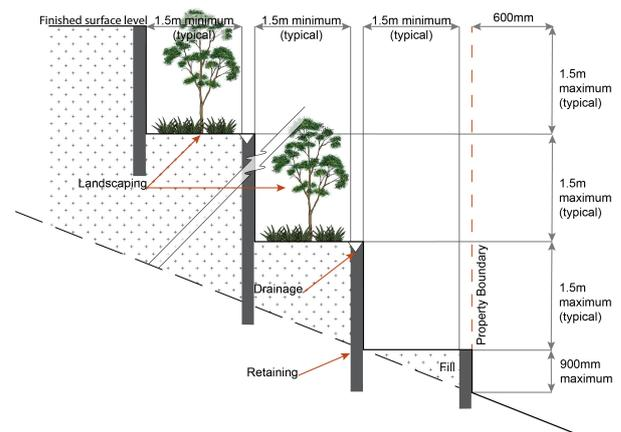 Finished surface level
1.5m minimum
(typical)
1.5m minimum
(typical)
1.5m minimum
(typical)
600mm
1.5m
maximum
(typical)
Landscaping
1.5m
maximum
(typical)
Drainage
Property Boundary
1.5m
maximum
(typical)
Retaining
Fill
900mm
maximum